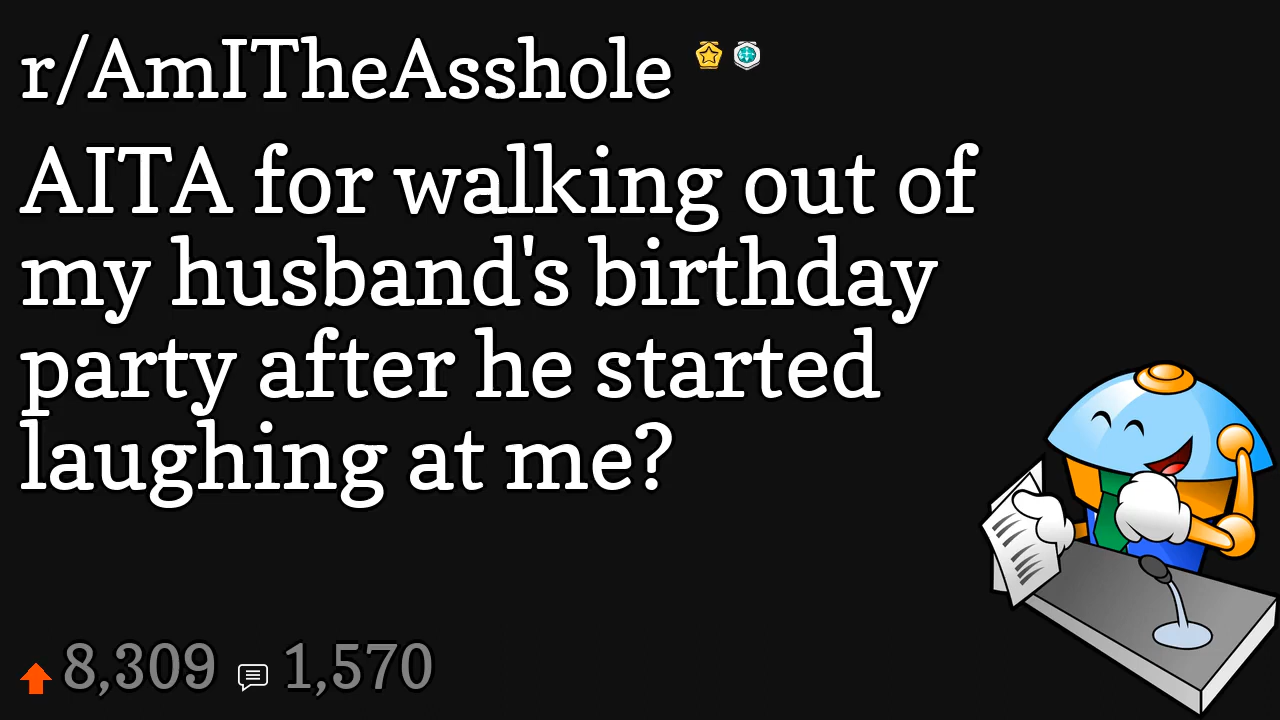 r/AmITheAsshole
AITA for walking out of
my husband's birthday
party after he started
laughing at me?
8,309 1,570